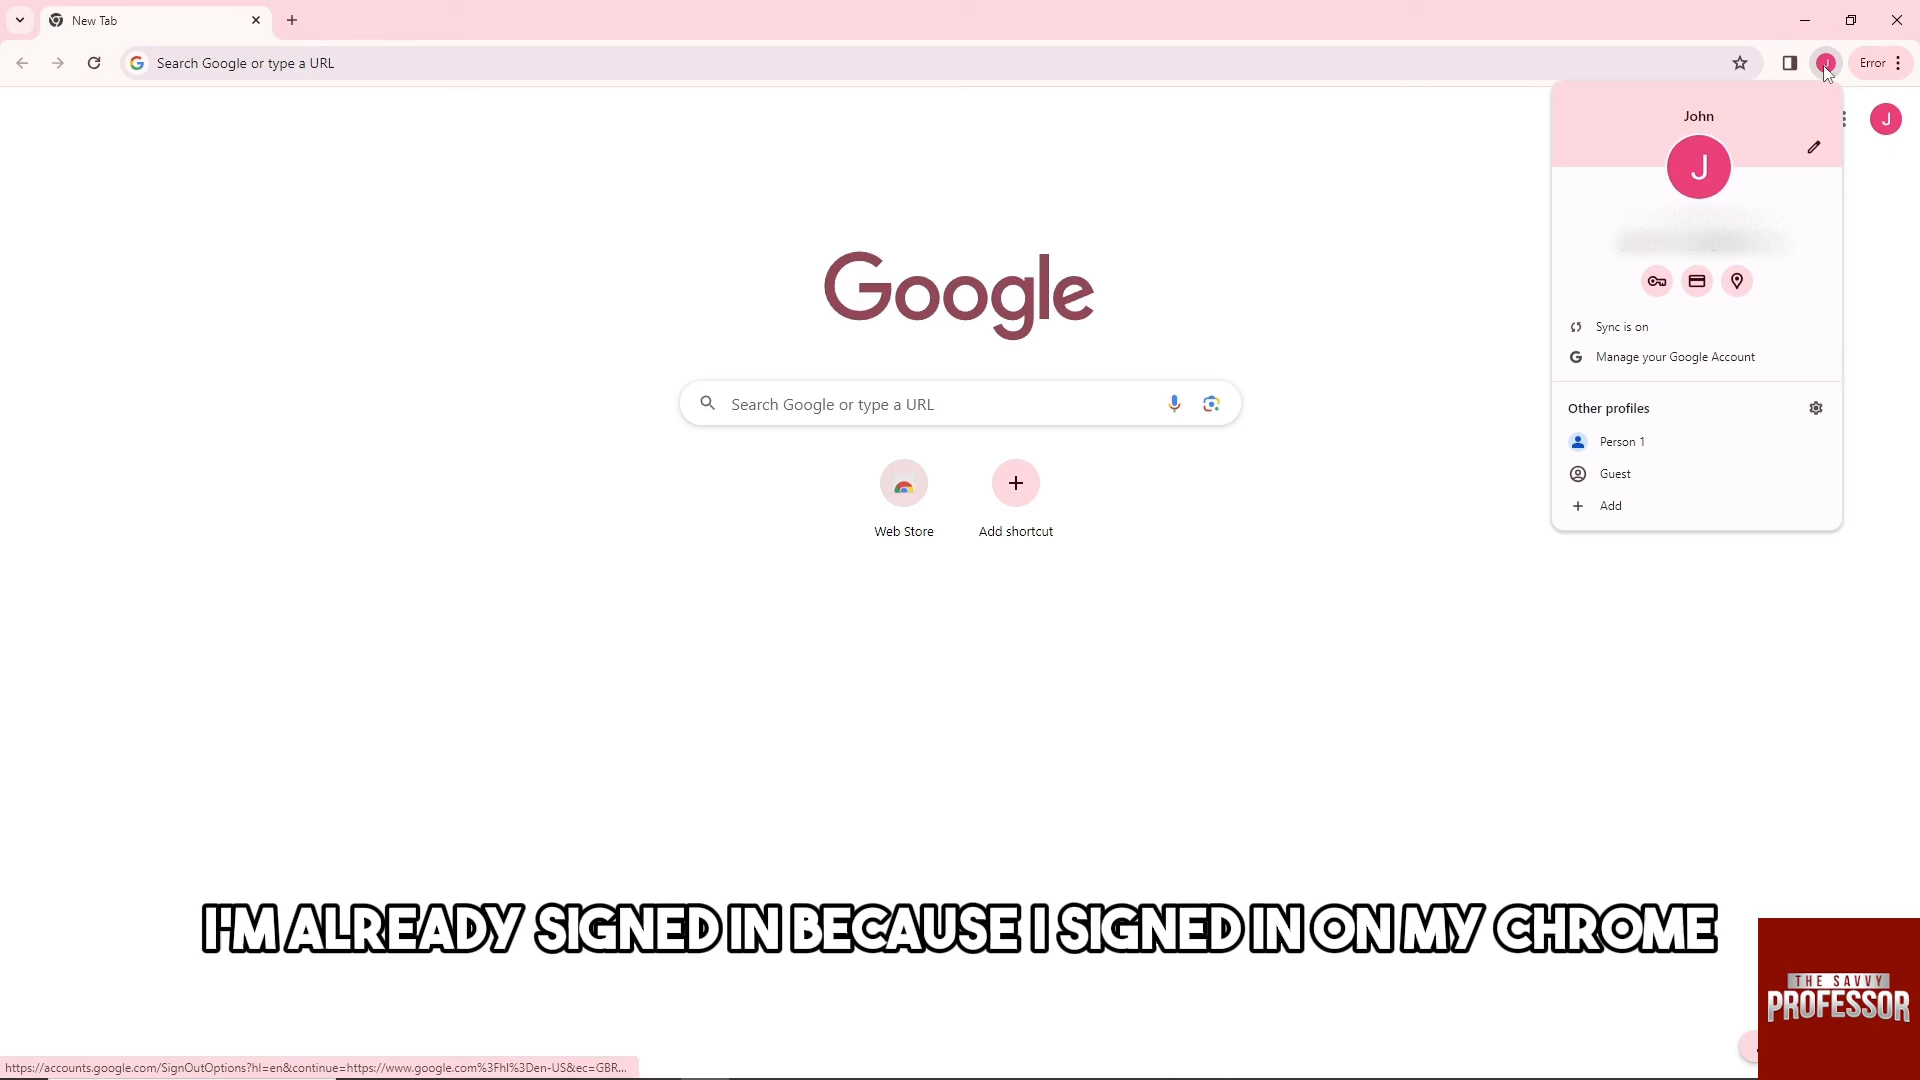 New Tab
Search Google or type a URL
Error
John
J
J
Google
Sync is on
Manage your Google Account
Search Google or type a URL
Other profiles
Person 1
Guest
Add
Web Store
Add shortcut
I'M ALREADY SIGNED IN BECAUSE I SIGNED IN ON MY CHROME
THE SAVVY
PROFESSOR
https://accounts.google.com/SignOutOptions?hl=en&continue=https://www.google.com%3Fhl%3Den-US&ec=GBR...